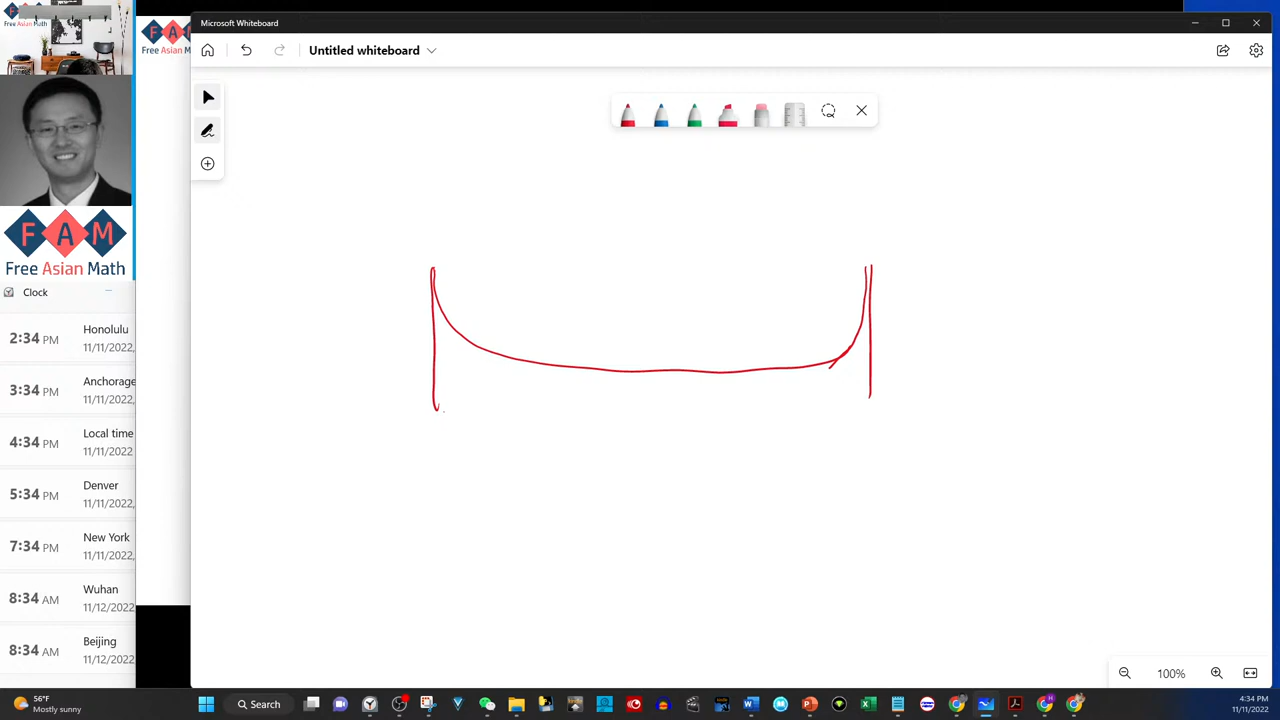 Free Asian Math
FAM
Free As
Microsoft Whiteboard
Untitled whiteboard
F A M
Free Asian Math
Clock
2:34 PM Honolulu
11/11/2022,
3:34 PM Anchorage
11/11/2022,
4:34 PM Local time
11/11/2022,
5:34 PM Denver
11/11/2022,
7:34 PM New York
11/11/2022,
8:34 AM Wuhan
11/12/2022
8:34 AM Beijing
11/12/2022
100%
56°F
Mostly sunny
Search
4:34 PM
11/11/2022